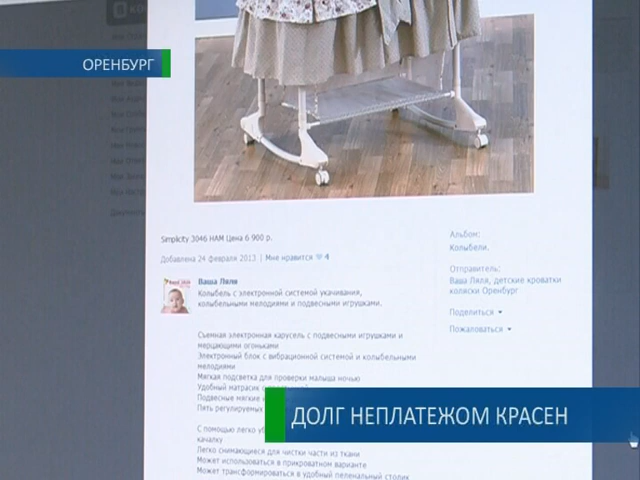 ОРЕНБУРГ
Simplicity 3046 HAM Цена 6 900 р.
Добавлена 24 февраля 2013 | Мне нравится 4
Альбом:
Колыбели.
Отправитель:
Ваша Ляля, детские кроватки
коляски Оренбург
Поделиться
Пожаловаться
Ваша Ляля
Колыбель с электронной системой укачивания,
колыбельными мелодиями и подвесными игрушками.
Съемная электронная карусель с подвесными игрушками и
мерцающими огоньками
Электронный блок с вибрационной системой и колыбельными
мелодиями
Мягкая подсветка для проверки малыша ночью
Удобный матрасик с
Подвесные мягкие
Пять регулируемых
С помощью легко
качалку
Легко снимающиеся для чистки части из ткани
Может использоваться в прикроватном варианте
Может трансформироваться в удобный пеленальный столик
ДОЛГ НЕПЛАТЕЖОМ КРАСЕН